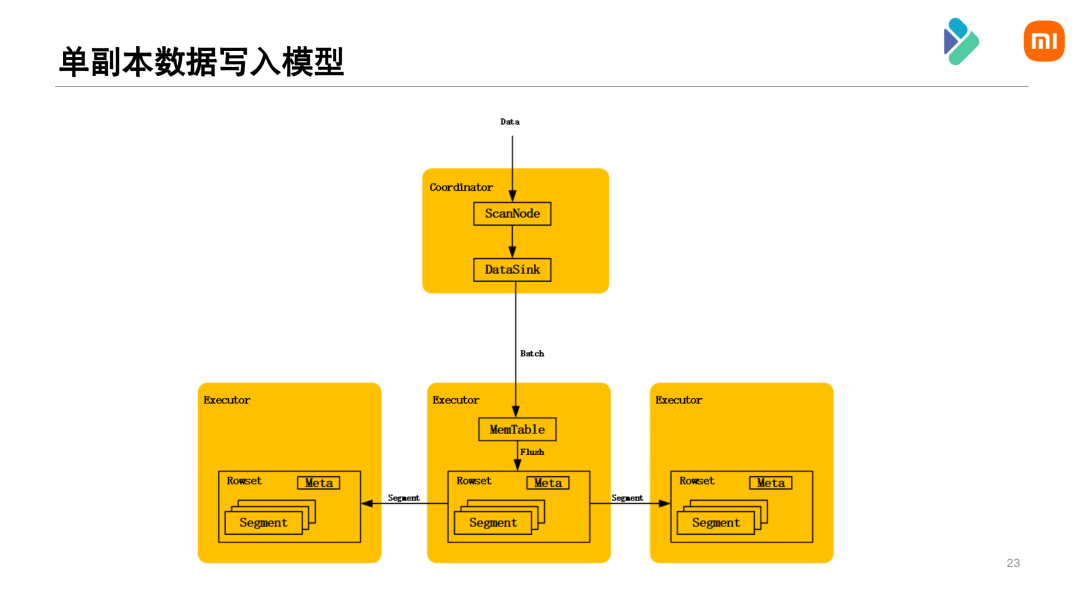 单副本数据写入模型
mi
Data
Coordinator
ScanNode
DataSink
Batch
Executor
Executor
Executor
MemTable
Flush
Rowset
Meta
Segment
Segment
Rowset
Meta
Segment
Segment
Rowset
Meta
Segment
23